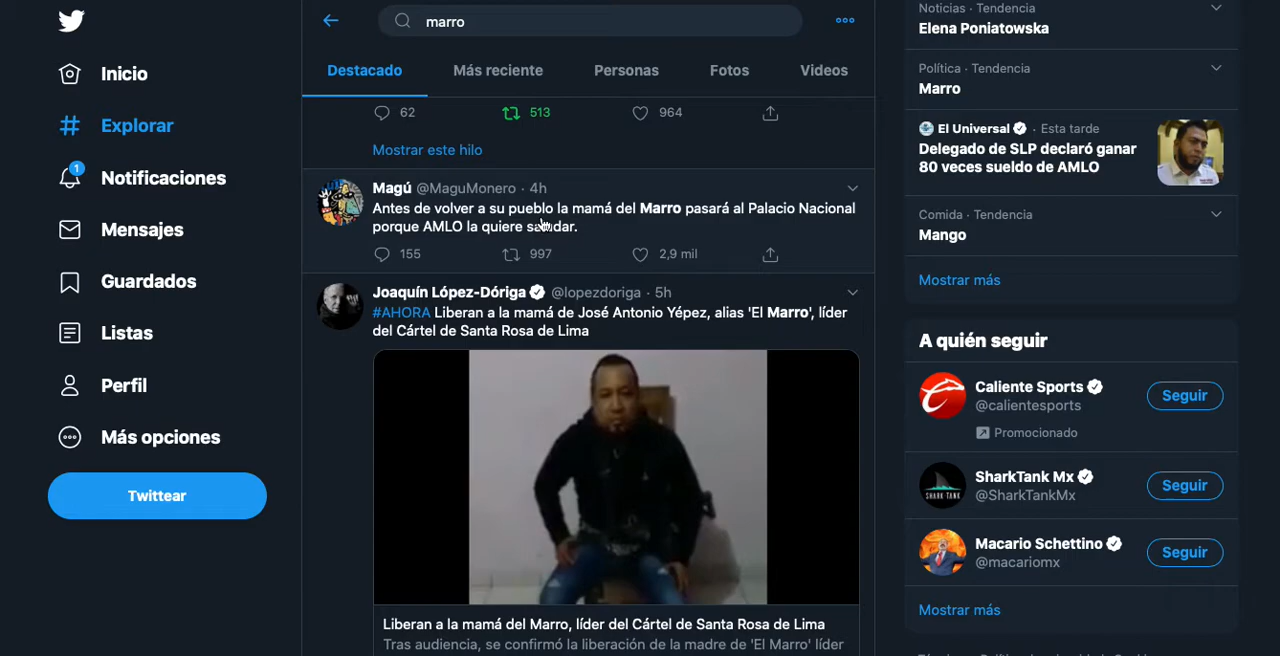 Inicio
Explorar
1
Notificaciones
Mensajes
Guardados
Listas
Perfil
Más opciones
Twittear
marro
Destacado
Más reciente
Personas
Fotos
Videos
62
513
964
Mostrar este hilo
Magú @MaguMonero · 4h
Antes de volver a su pueblo la mamá del Marro pasará al Palacio Nacional
porque AMLO la quiere saludar.
155
997
2,9 mil
Joaquín López-Dóriga @lopezdoriga · 5h
#AHORA Liberan a la mamá de José Antonio Yépez, alias 'El Marro', líder
del Cártel de Santa Rosa de Lima
Liberan a la mamá del Marro, líder del Cártel de Santa Rosa de Lima
Tras audiencia, se confirmó la liberación de la madre de 'El Marro' líder
Noticias · Tendencia
Elena Poniatowska
Política · Tendencia
Marro
El Universal · Esta tarde
Delegado de SLP declaró ganar
80 veces sueldo de AMLO
Comida · Tendencia
Mango
Mostrar más
A quién seguir
Caliente Sports
@calientesports
Seguir
Promocionado
SHARK TANK
SharkTank Mx
@SharkTankMx
Seguir
Macario Schettino
@macariomx
Seguir
Mostrar más